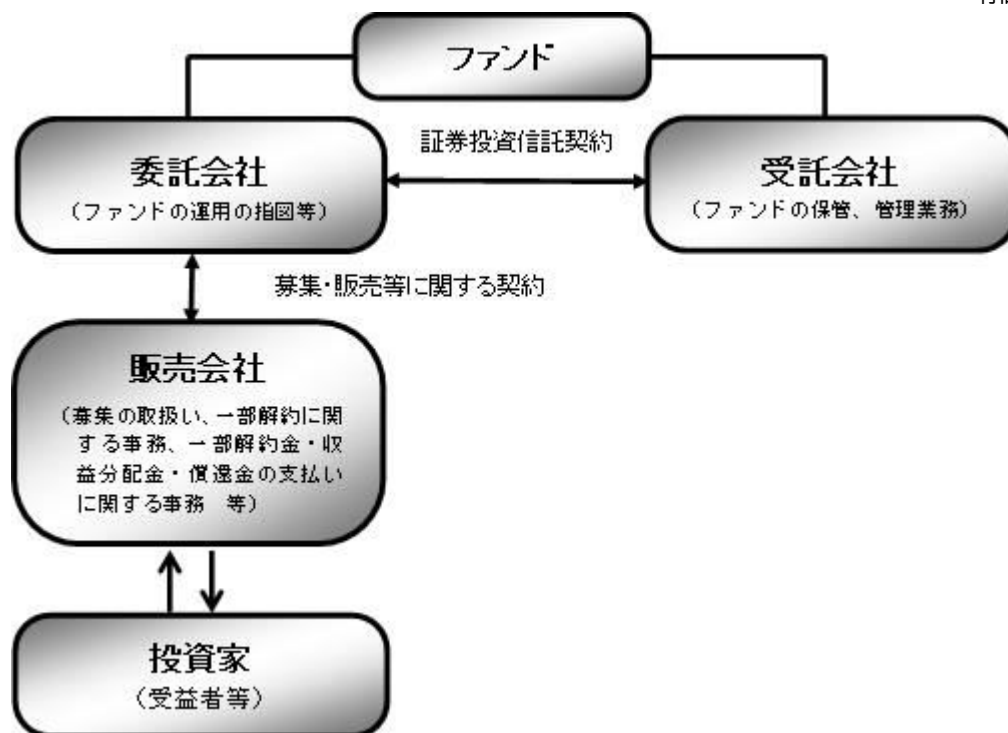 ファンド
証券投資信託契約
委託会社
(ファンドの運用の指図等)
受託会社
(ファンドの保管、管理業務)
募集・販売等に関する契約
販売会社
(募集の取扱い、一部解約に関
する事務、一部解約金・収
益分配金・償還金の支払い
に関する事務 等)
投資家
(受益者等)